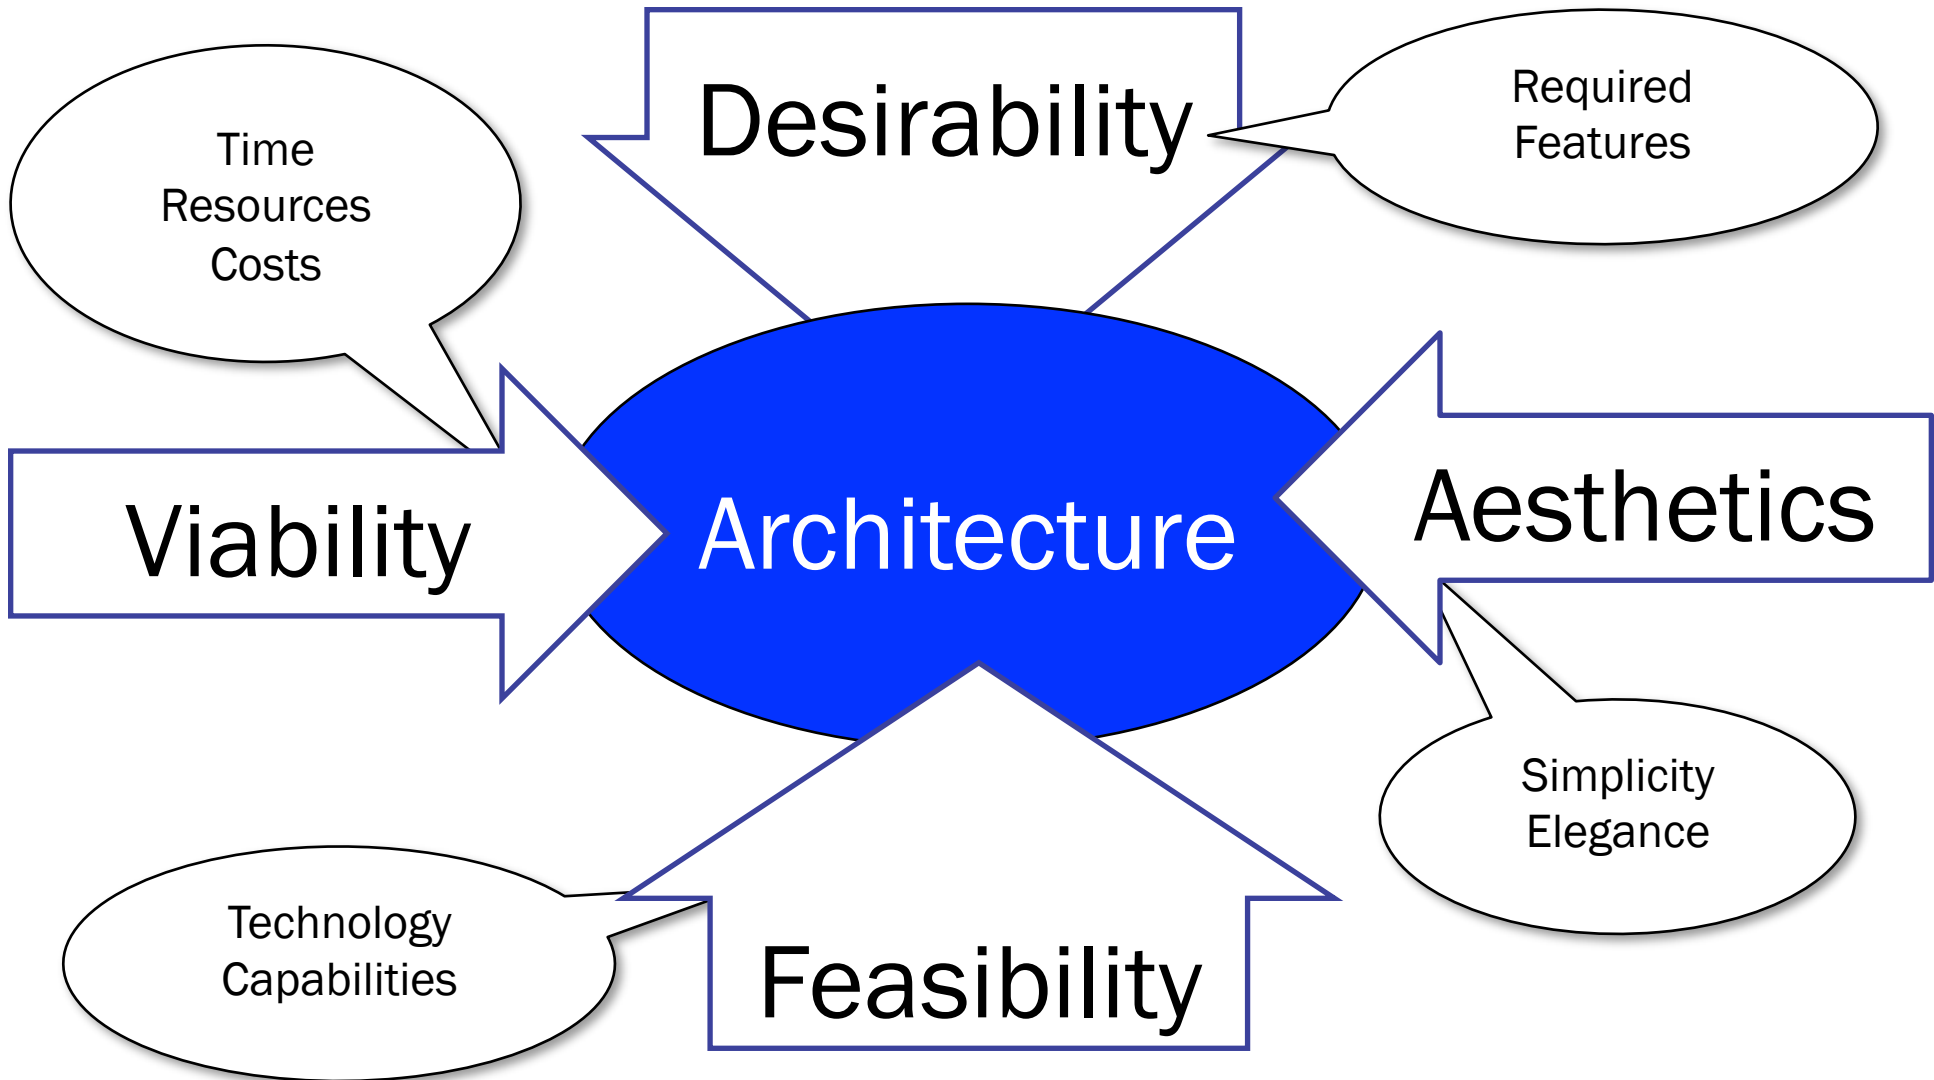 Desirability
Required
Features
Time
Resources
Costs
Viability
Architecture
Aesthetics
Simplicity
Elegance
Technology
Capabilities
Feasibility